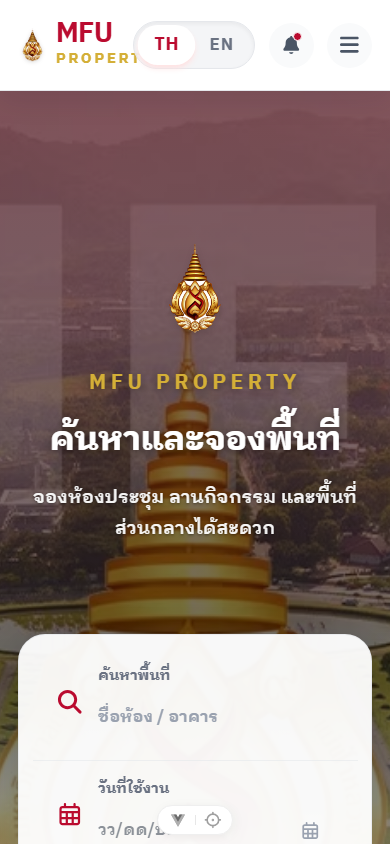 MFU
PROPERT
TH
EN
MFU PROPERTY
ค้นหาและจองพื้นที่
จองห้องประชุม ลานกิจกรรม และพื้นที่
ส่วนกลางได้สะดวก
ค้นหาพื้นที่
ชื่อห้อง / อาคาร
วันที่ใช้งาน
วว/ดด/ป